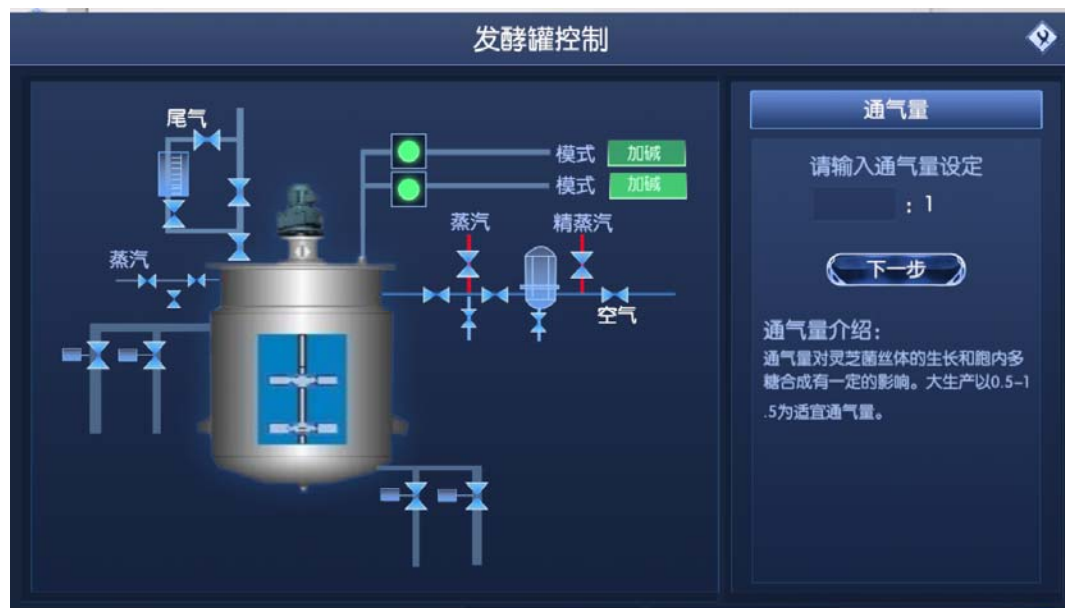 发酵罐控制
尾气
模式 加碱
模式 加碱
蒸汽
精蒸汽
蒸汽
空气
通气量
请输入通气量设定
: 1
下一步
通气量介绍:
通气量对灵芝菌丝体的生长和胞内多
糖合成有一定的影响。大生产以0.5-1
.5为适宜通气量。